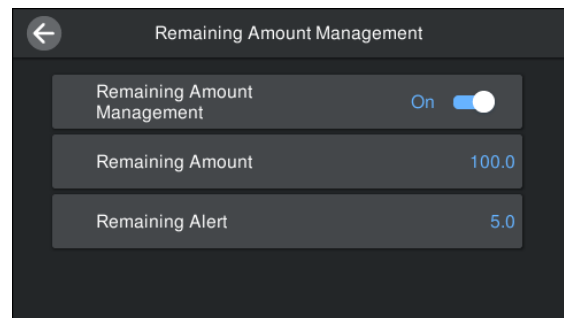 Remaining Amount Management
Remaining Amount
Management
On
Remaining Amount
100.0
Remaining Alert
5.0